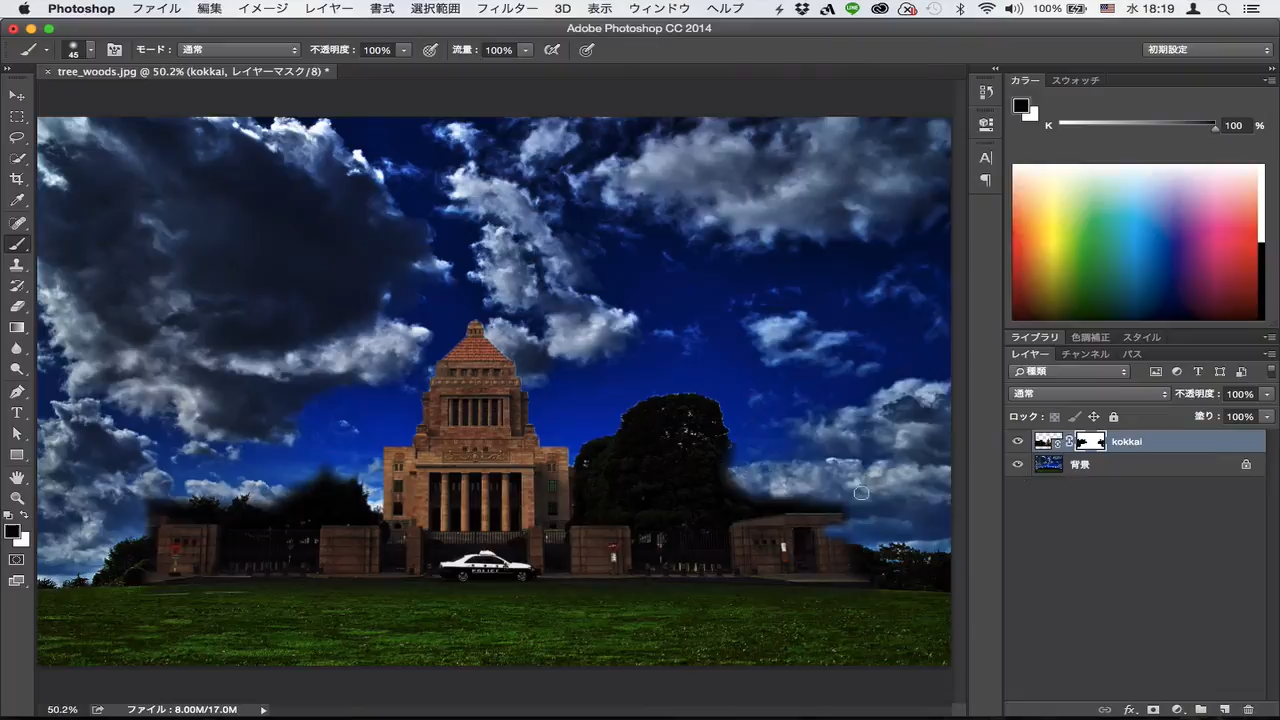 Photoshop ファイル 編集 イメージ レイヤー 書式 選択範囲 フィルター 3D 表示 ウィンドウ ヘルプ 100% 水 18:19
Adobe Photoshop CC 2014
45 モード： 通常 不透明度： 100% 流量： 100% 初期設定
× tree_woods.jpg @ 50.2% (kokkai, レイヤーマスク/8) *
カラー スウォッチ
K 100 %
ライブラリ 色調補正 スタイル
レイヤー チャンネル パス
種類
通常 不透明度： 100%
ロック： 塗り： 100%
kokkai
背景
POLICE
50.2% ファイル：8.00M/17.0M